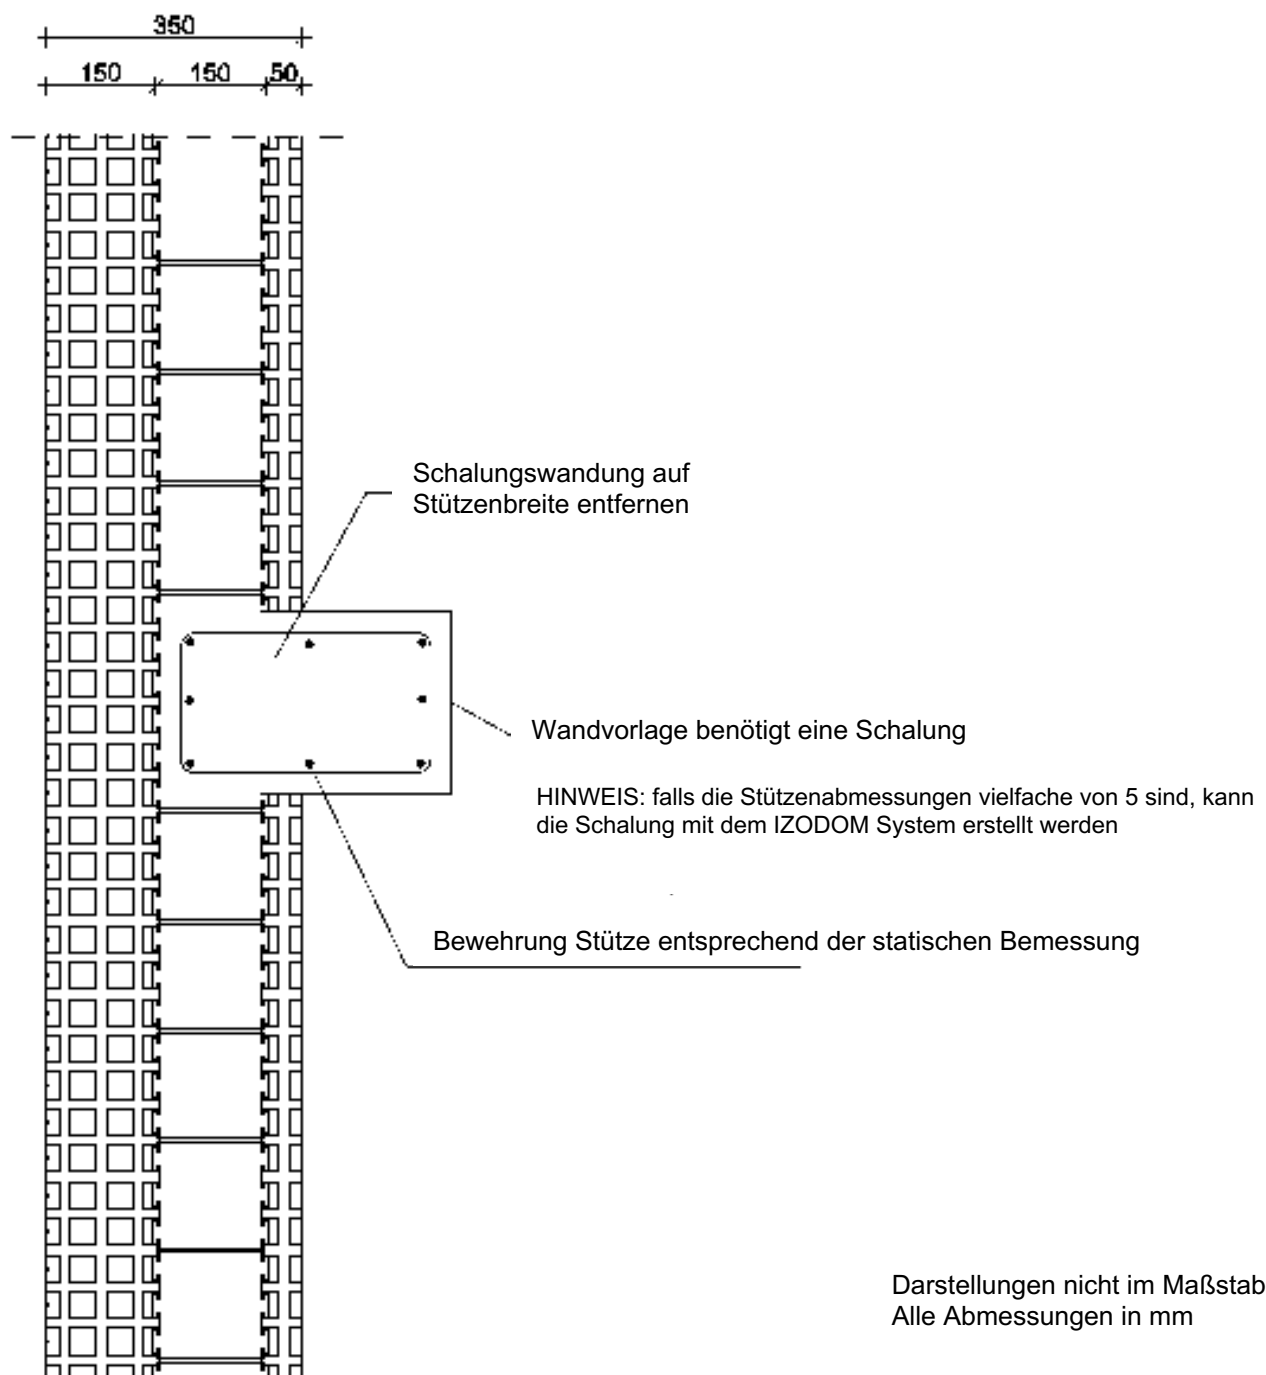 350
150 150 50
Schalungswandung auf
Stützenbreite entfernen
Wandvorlage benötigt eine Schalung
HINWEIS: falls die Stützenabmessungen vielfache von 5 sind, kann
die Schalung mit dem IZODOM System erstellt werden
Bewehrung Stütze entsprechend der statischen Bemessung
Darstellungen nicht im Maßstab
Alle Abmessungen in mm